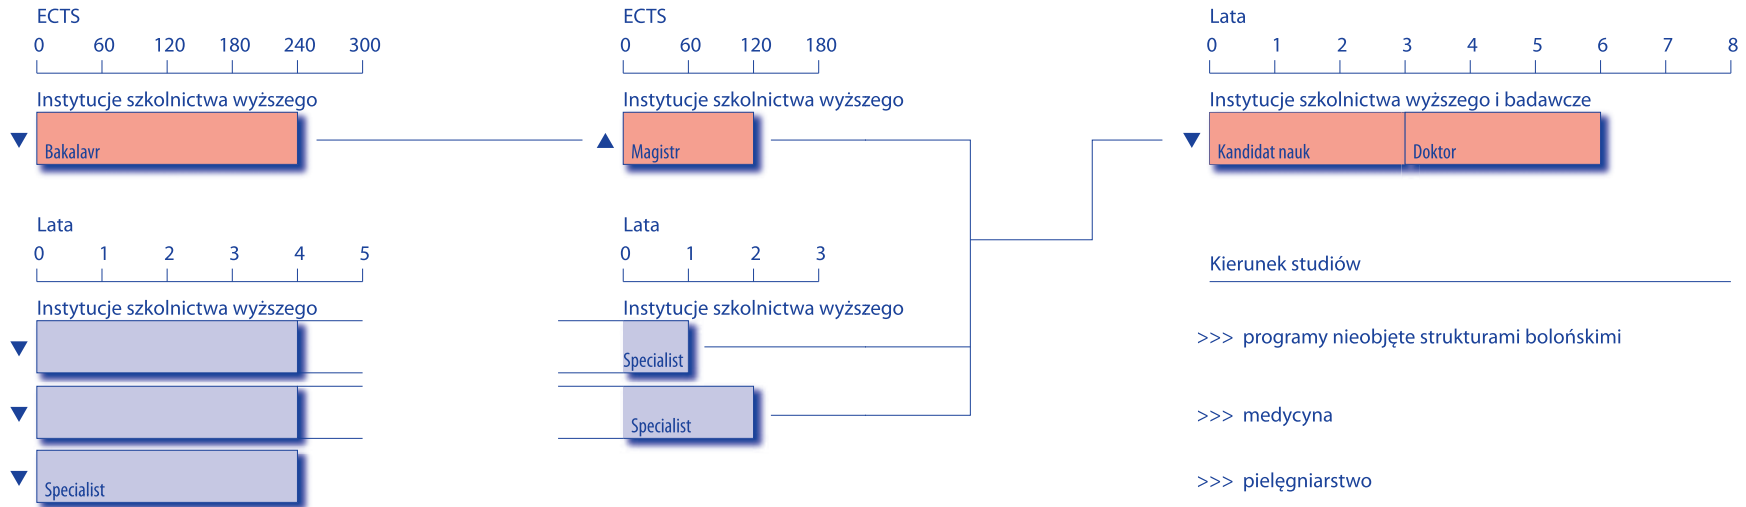 ECTS
0 60 120 180 240 300
Instytucje szkolnictwa wyższego
Bakalavr
ECTS
0 60 120 180
Instytucje szkolnictwa wyższego
Magistr
Lata
0 1 2 3 4 5 6 7 8
Instytucje szkolnictwa wyższego i badawcze
Kandidat nauk
Doktor
Lata
0 1 2 3 4 5
Instytucje szkolnictwa wyższego
Specialist
Lata
0 1 2 3
Instytucje szkolnictwa wyższego
Specialist
Specialist
Kierunek studiów
>>> programy nieobjęte strukturami bolońskimi
>>> medycyna
>>> pielęgniarstwo